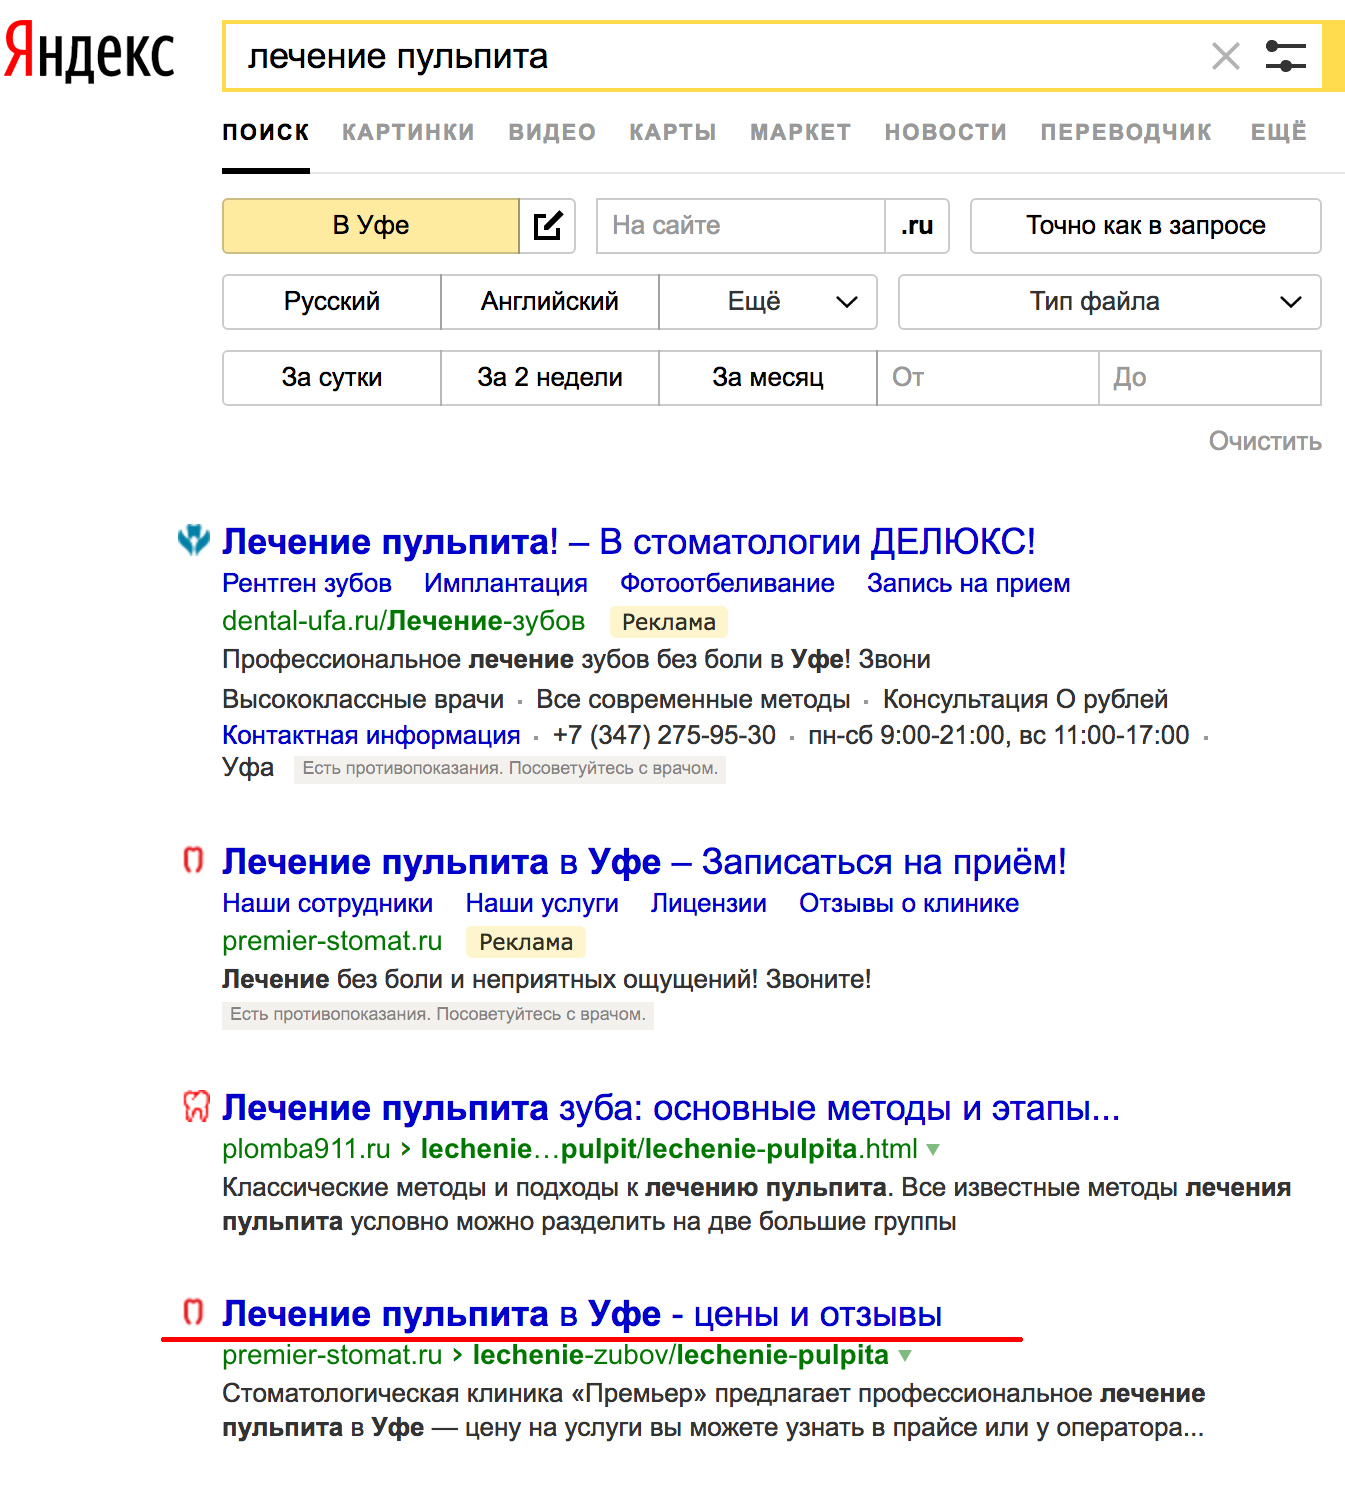 Яндекс
лечение пульпита
ПОИСК КАРТИНКИ ВИДЕО КАРТЫ МАРКЕТ НОВОСТИ ПЕРЕВОДЧИК ЕЩЁ
В Уфе На сайте .ru Точно как в запросе
Русский Английский Ещё Тип файла
За сутки За 2 недели За месяц От До
Очистить
Лечение пульпита! – В стоматологии ДЕЛЮКС!
Рентген зубов Имплантация Фотоотбеливание Запись на прием
dental-ufa.ru/Лечение-зубов Реклама
Профессиональное лечение зубов без боли в Уфе! Звони
Высококлассные врачи · Все современные методы · Консультация О рублей
Контактная информация · +7 (347) 275-95-30 · пн-сб 9:00-21:00, вс 11:00-17:00 ·
Уфа Есть противопоказания. Посоветуйтесь с врачом.
Лечение пульпита в Уфе – Записаться на приём!
Наши сотрудники Наши услуги Лицензии Отзывы о клинике
premier-stomat.ru Реклама
Лечение без боли и неприятных ощущений! Звоните!
Есть противопоказания. Посоветуйтесь с врачом.
Лечение пульпита зуба: основные методы и этапы...
plomba911.ru › lechenie…pulpit/lechenie-pulpita.html
Классические методы и подходы к лечению пульпита. Все известные методы лечения
пульпита условно можно разделить на две большие группы
Лечение пульпита в Уфе - цены и отзывы
premier-stomat.ru › lechenie-zubov/lechenie-pulpita
Стоматологическая клиника «Премьер» предлагает профессиональное лечение
пульпита в Уфе — цену на услуги вы можете узнать в прайсе или у оператора...